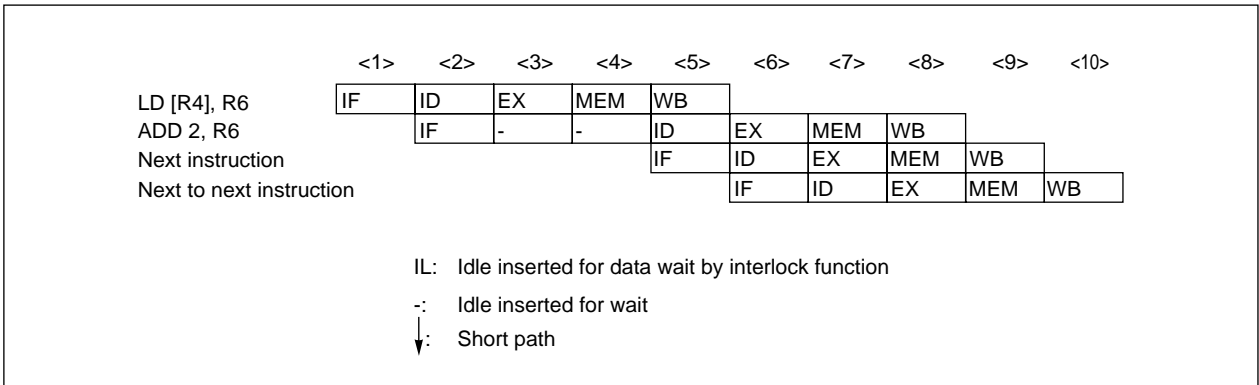 <1> <2> <3> <4> <5> <6> <7> <8> <9> <10>
LD [R4], R6 IF ID EX MEM WB
ADD 2, R6 IF - - ID EX MEM WB
Next instruction IF ID EX MEM WB
Next to next instruction IF ID EX MEM WB
IL: Idle inserted for data wait by interlock function
-: Idle inserted for wait
: Short path